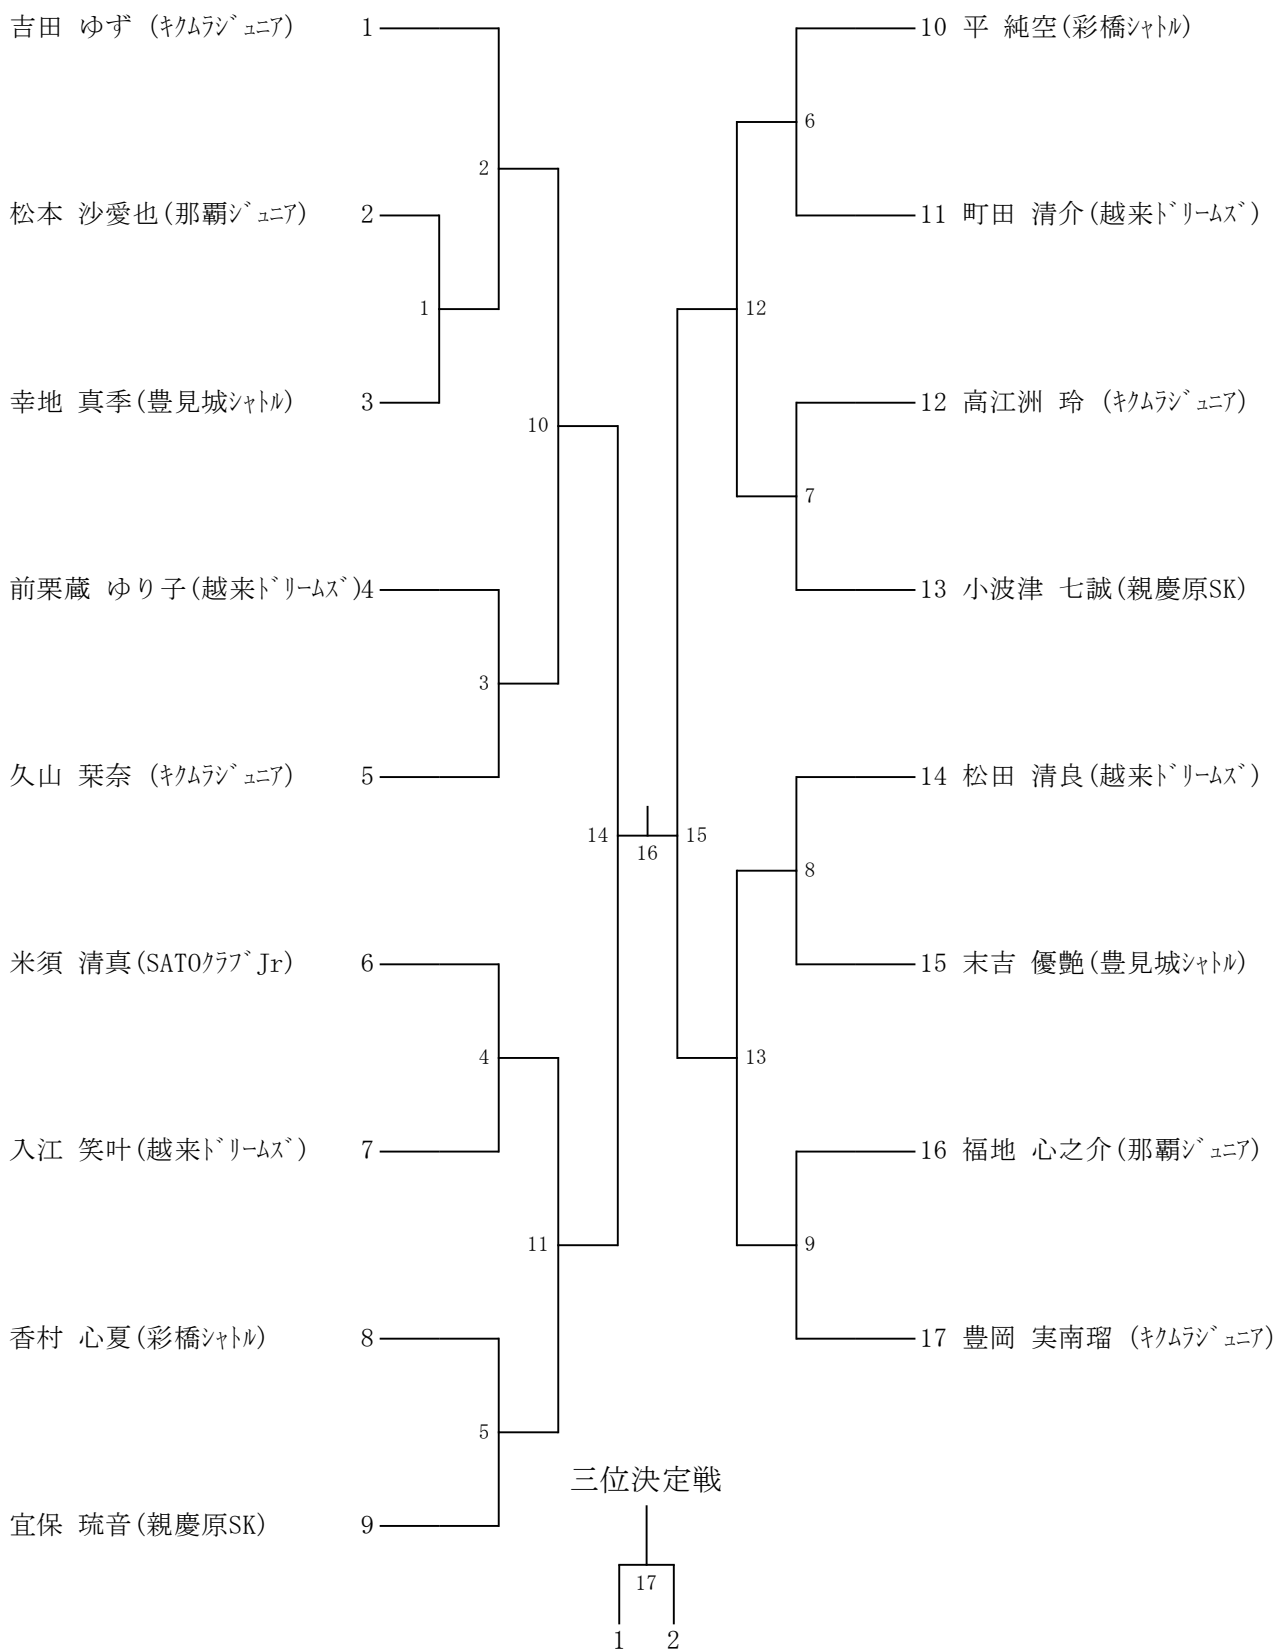 吉田 ゆず (ｷｸﾑﾗｼﾞｭﾆｱ) 1
2
松本 沙愛也(那覇ｼﾞｭﾆｱ) 2
1
幸地 真季(豊見城ｼｬﾄﾙ) 3
10
前栗蔵 ゆり子(越来ﾄﾞﾘｰﾑｽﾞ)4
3
久山 栞奈 (ｷｸﾑﾗｼﾞｭﾆｱ) 5
14
16
米須 清真(SATOｸﾗﾌﾞJr) 6
4
入江 笑叶(越来ﾄﾞﾘｰﾑｽﾞ) 7
11
香村 心夏(彩橋ｼｬﾄﾙ) 8
5
宜保 琉音(親慶原SK) 9
10 平 純空(彩橋ｼｬﾄﾙ)
6
11 町田 清介(越来ﾄﾞﾘｰﾑｽﾞ)
12
12 高江洲 玲 (ｷｸﾑﾗｼﾞｭﾆｱ)
7
13 小波津 七誠(親慶原SK)
14 松田 清良(越来ﾄﾞﾘｰﾑｽﾞ)
15
8
15 末吉 優艶(豊見城ｼｬﾄﾙ)
13
16 福地 心之介(那覇ｼﾞｭﾆｱ)
9
17 豊岡 実南瑠 (ｷｸﾑﾗｼﾞｭﾆｱ)
三位決定戦
17
1 2